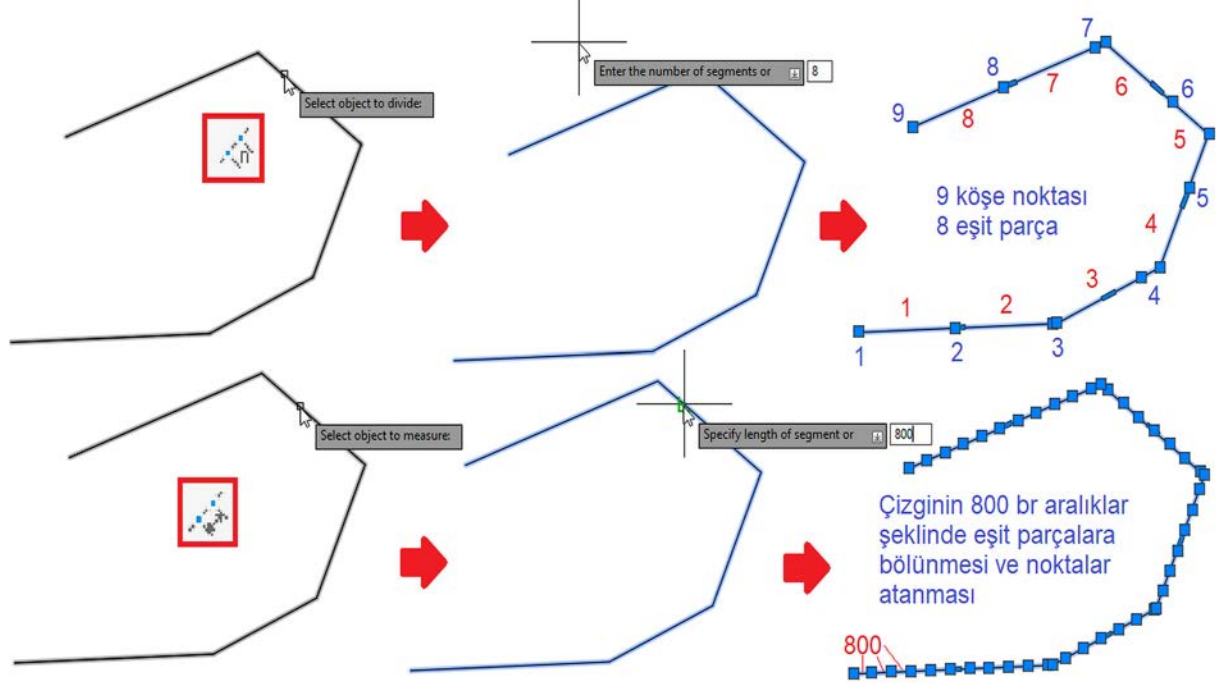 Select object to divide:
n
Enter the number of segments or 8
9
8
8
7
7
6
6
5
5
4
9 köşe noktası
8 eşit parça
3
4
1
2
1
2
3
Select object to measure:
Specify length of segment or 800
Çizginin 800 br aralıklar
şeklinde eşit parçalara
bölünmesi ve noktalar
atanması
800